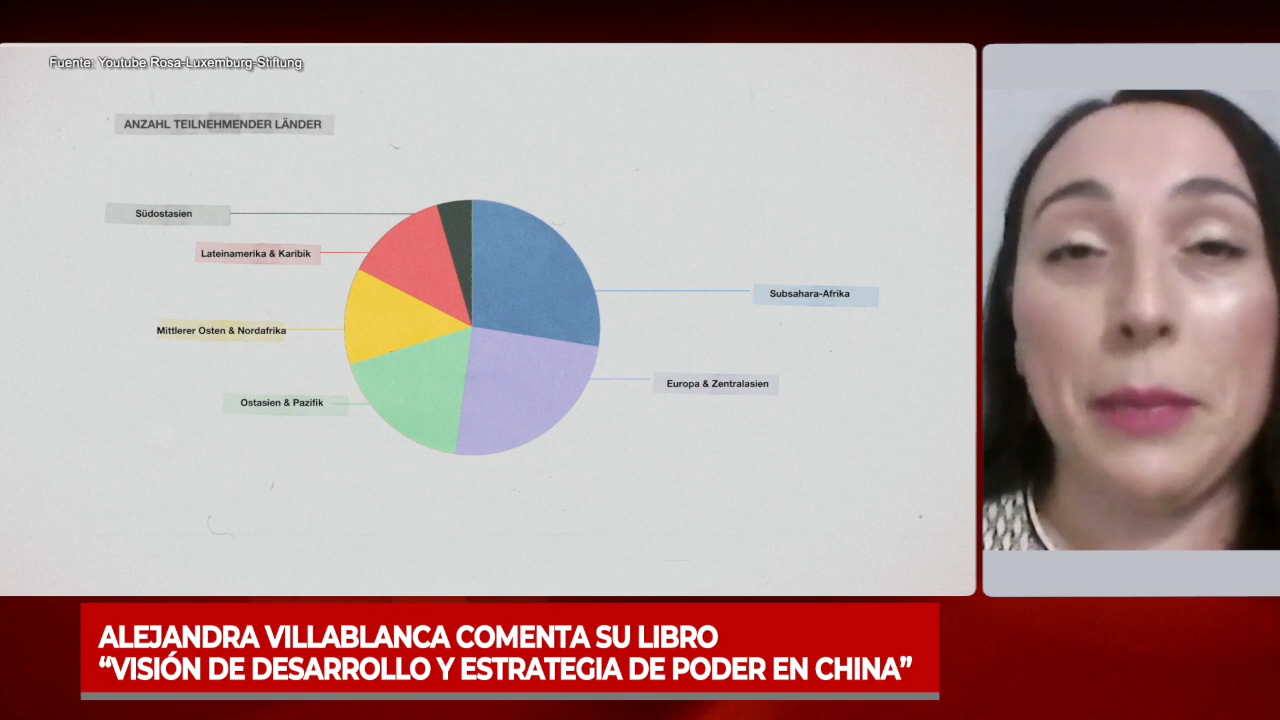 Fuente: Youtube Rosa-Luxemburg-Stiftung
ANZAHL TEILNEHMENDER LÄNDER
Südostasien
Lateinamerika & Karibik
Subsahara-Afrika
Mittlerer Osten & Nordafrika
Europa & Zentralasien
Ostasien & Pazifik
ALEJANDRA VILLABLANCA COMENTA SU LIBRO
“VISIÓN DE DESARROLLO Y ESTRATEGIA DE PODER EN CHINA”